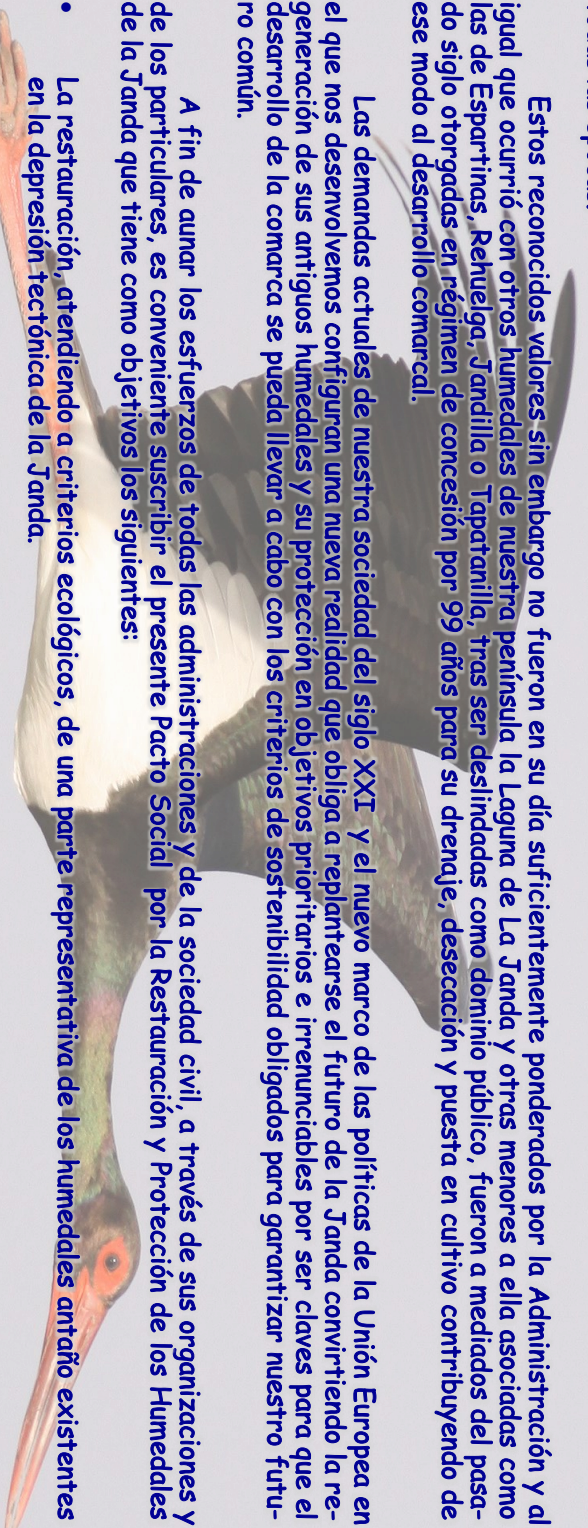 Estos reconocidos valores sin embargo no fueron en su día suficientemente ponderados por la Administración y al
igual que ocurrió con otros humedales de nuestra península la Laguna de La Janda y otras menores a ella asociadas como
las de Espartinas, Rehuelga, Jandilla o Tapatanilla, tras ser deslindadas como dominio público, fueron a mediados del pasa-
do siglo otorgadas en régimen de concesión por 99 años para su drenaje, desecación y puesta en cultivo contribuyendo de
ese modo al desarrollo comarcal.
Las demandas actuales de nuestra sociedad del siglo XXI y el nuevo marco de las políticas de la Unión Europea en
el que nos desenvolvemos configuran una nueva realidad que obliga a replantearse el futuro de la Janda convirtiendo la re-
generación de sus antiguos humedales y su protección en objetivos prioritarios e irrenunciables por ser claves para que el
desarrollo de la comarca se pueda llevar a cabo con los criterios de sostenibilidad obligados para garantizar nuestro futu-
ro común.
A fin de aunar los esfuerzos de todas las administraciones y de la sociedad civil, a través de sus organizaciones y
de los particulares, es conveniente suscribir el presente Pacto Social por la Restauración y Protección de los Humedales
de la Janda que tiene como objetivos los siguientes:
• La restauración, atendiendo a criterios ecológicos, de una parte representativa de los humedales antaño existentes
en la depresión tectónica de la Janda.